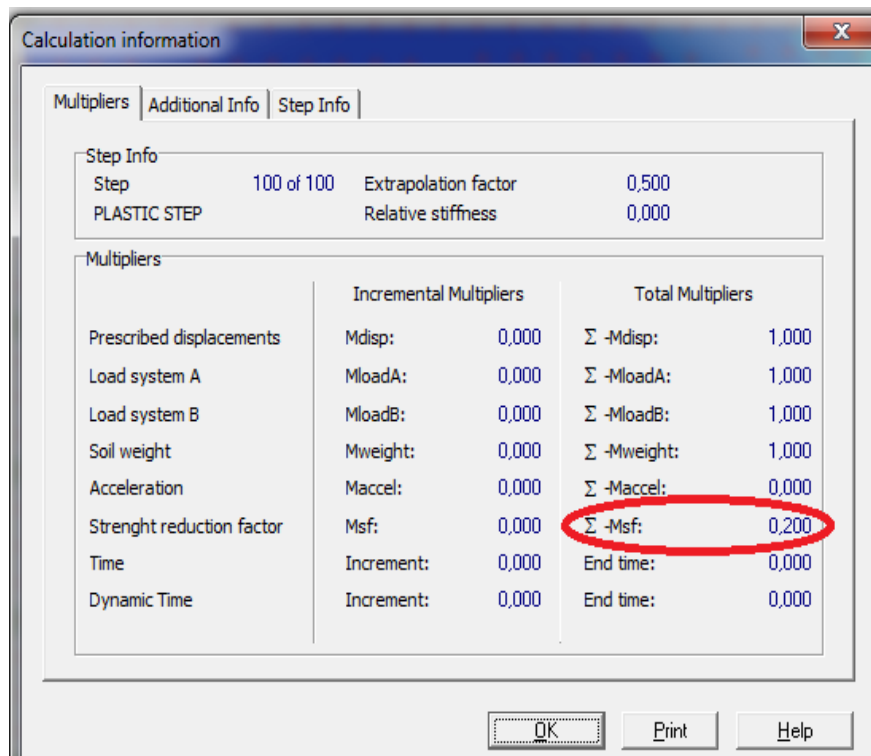 Calculation information
X
Multipliers Additional Info Step Info
Step Info
Step 100 of 100 Extrapolation factor 0,500
PLASTIC STEP Relative stiffness 0,000
Multipliers
Incremental Multipliers Total Multipliers
Prescribed displacements Mdisp: 0,000 Σ -Mdisp: 1,000
Load system A MloadA: 0,000 Σ -MloadA: 1,000
Load system B MloadB: 0,000 Σ -MloadB: 1,000
Soil weight Mweight: 0,000 Σ -Mweight: 1,000
Acceleration Maccel: 0,000 Σ -Maccel: 0,000
Strenght reduction factor Msf: 0,000 Σ -Msf: 0,200
Time Increment: 0,000 End time: 0,000
Dynamic Time Increment: 0,000 End time: 0,000
OK Print Help